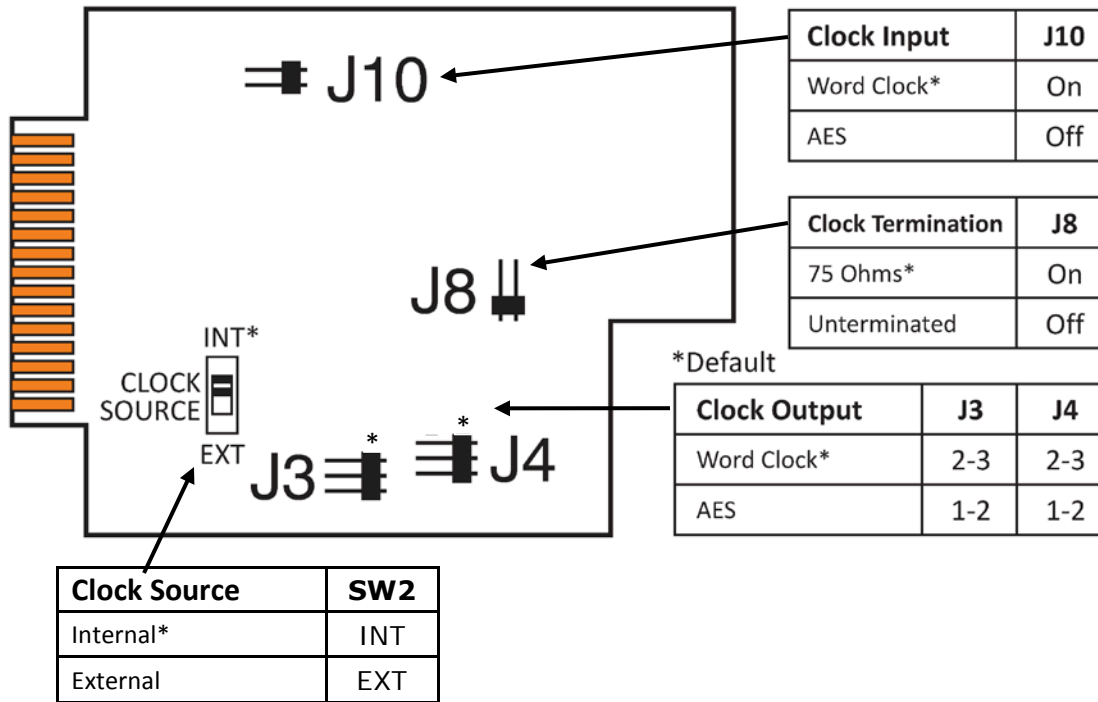 J10
Clock Input J10
Word Clock* On
AES Off
J8
Clock Termination J8
75 Ohms* On
Unterminated Off
*Default
INT*
CLOCK
SOURCE
EXT
J3
*
*
J4
Clock Output J3 J4
Word Clock* 2-3 2-3
AES 1-2 1-2
Clock Source SW2
Internal* INT
External EXT